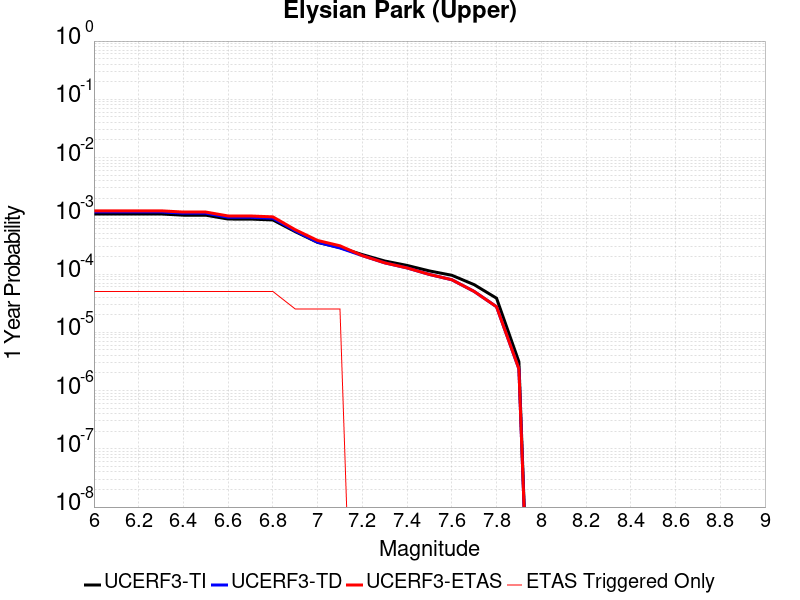 Elysian Park (Upper)
1 Year Probability
10^0
10^-1
10^-2
10^-3
10^-4
10^-5
10^-6
10^-7
10^-8
6 6.2 6.4 6.6 6.8 7 7.2 7.4 7.6 7.8 8 8.2 8.4 8.6 8.8 9
Magnitude
UCERF3-TI UCERF3-TD UCERF3-ETAS ETAS Triggered Only